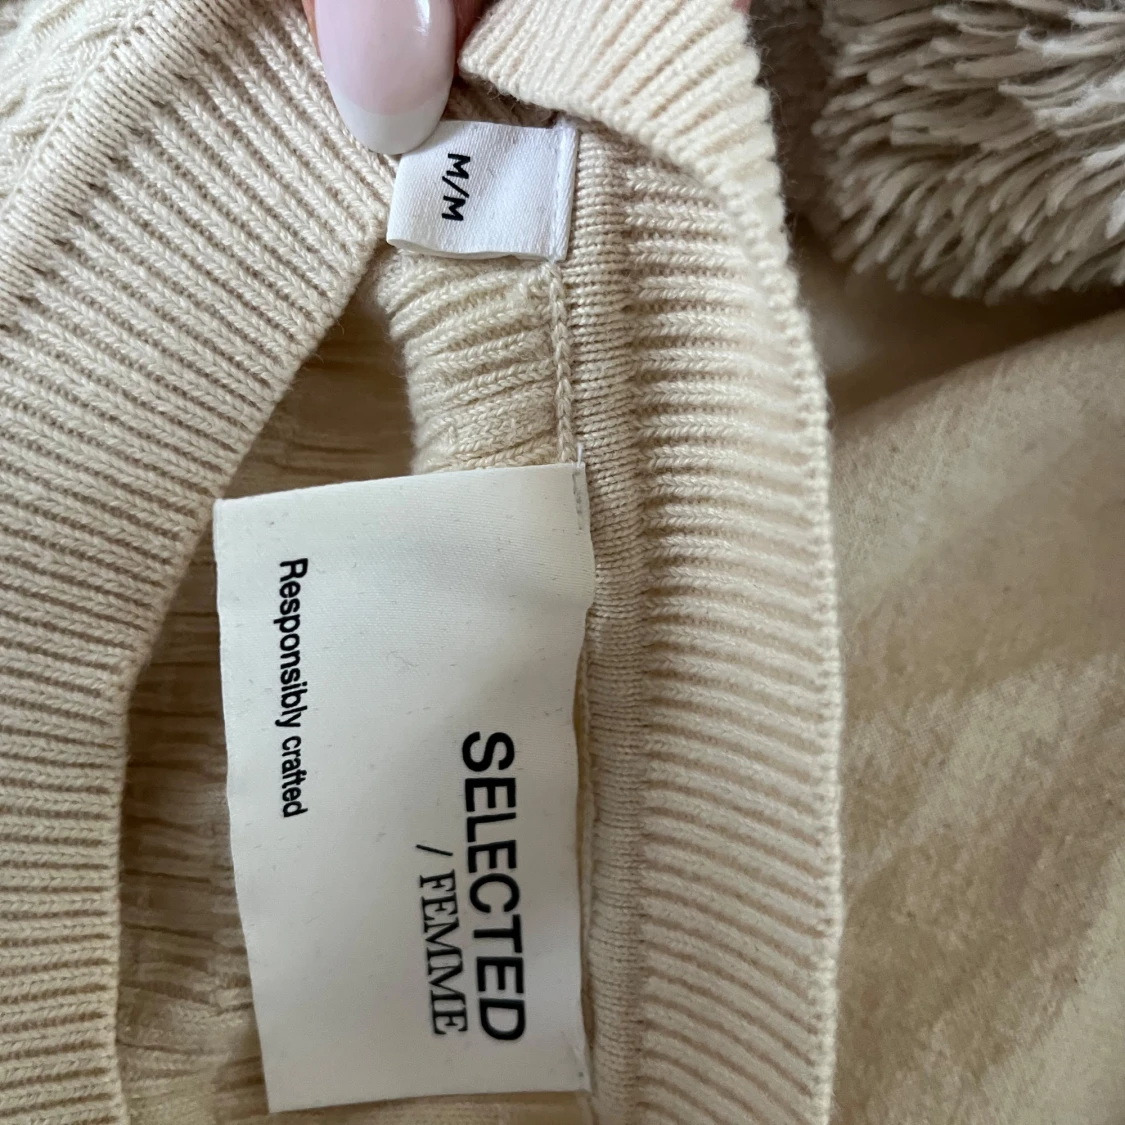 M/M
SELECTED
/ FEMME
Responsibly crafted